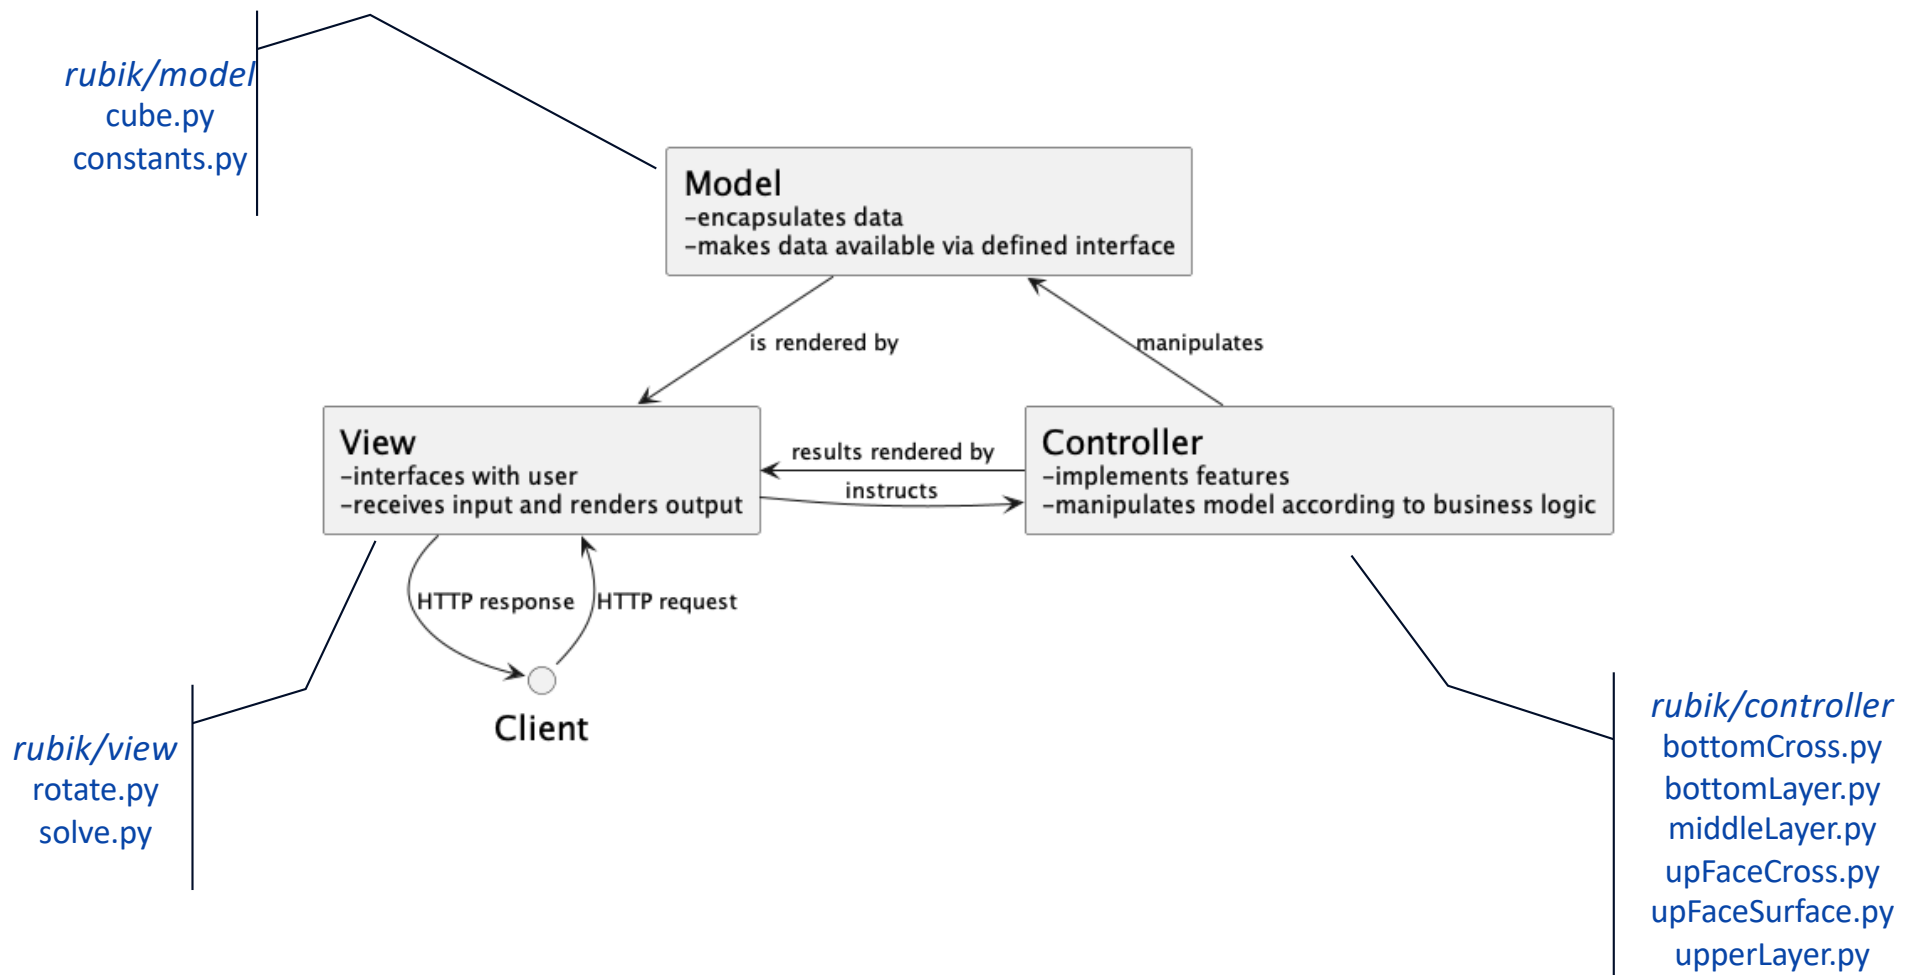 rubik/model
cube.py
constants.py
Model
–encapsulates data
–makes data available via defined interface
is rendered by
manipulates
View
–interfaces with user
–receives input and renders output
results rendered by
instructs
Controller
–implements features
–manipulates model according to business logic
HTTP response
HTTP request
Client
rubik/view
rotate.py
solve.py
rubik/controller
bottomCross.py
bottomLayer.py
middleLayer.py
upFaceCross.py
upFaceSurface.py
upperLayer.py